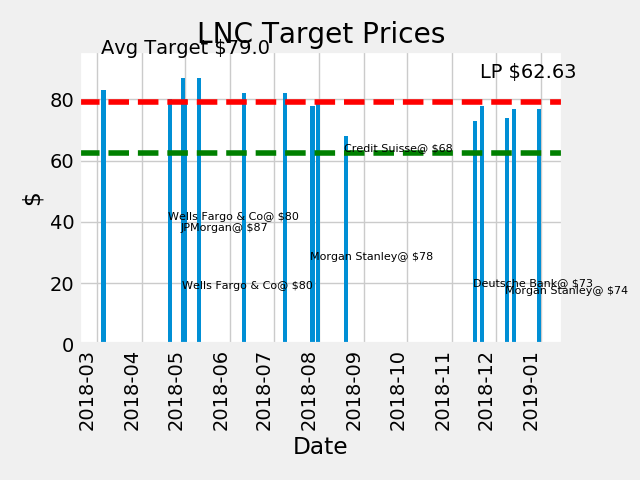 LNC Target Prices
Avg Target $79.0
LP $62.63
80
60
40
20
0
$
Credit Suisse@ $68
Wells Fargo & Co@ $80
JPMorgan@ $87
Morgan Stanley@ $78
Wells Fargo & Co@ $80
Deutsche Bank@ $73
Morgan Stanley@ $74
2018-03
2018-04
2018-05
2018-06
2018-07
2018-08
2018-09
2018-10
2018-11
2018-12
2019-01
Date